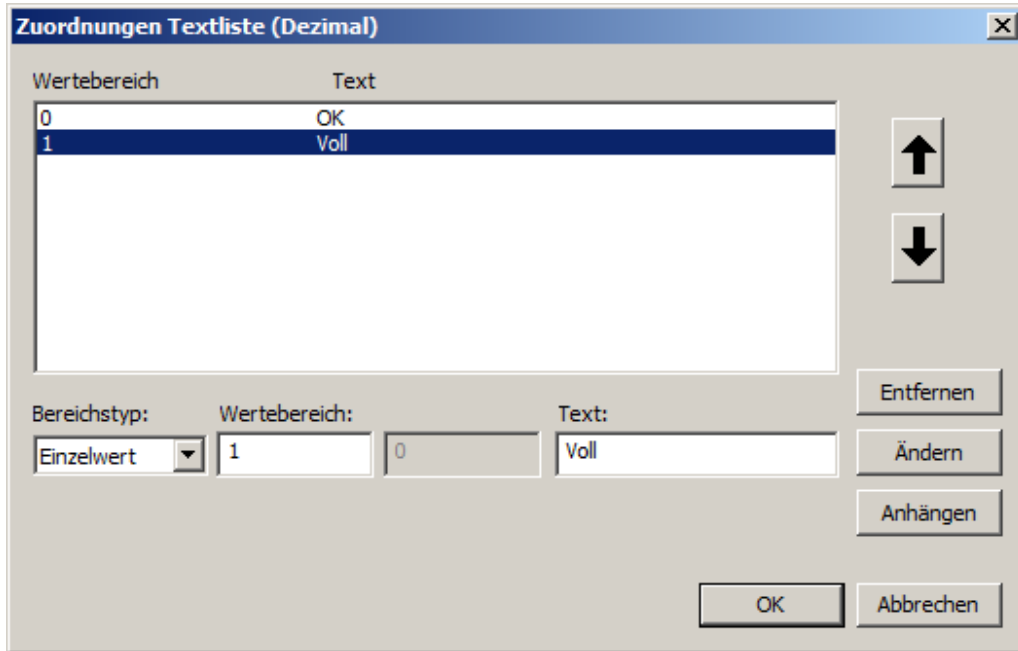 Zuordnungen Textliste (Dezimal)
Wertebereich Text
0 OK
1 Voll
Entfernen
Bereichstyp: Wertebereich: Text:
Einzelwert 1 0 Voll
Ändern
Anhängen
OK Abbrechen